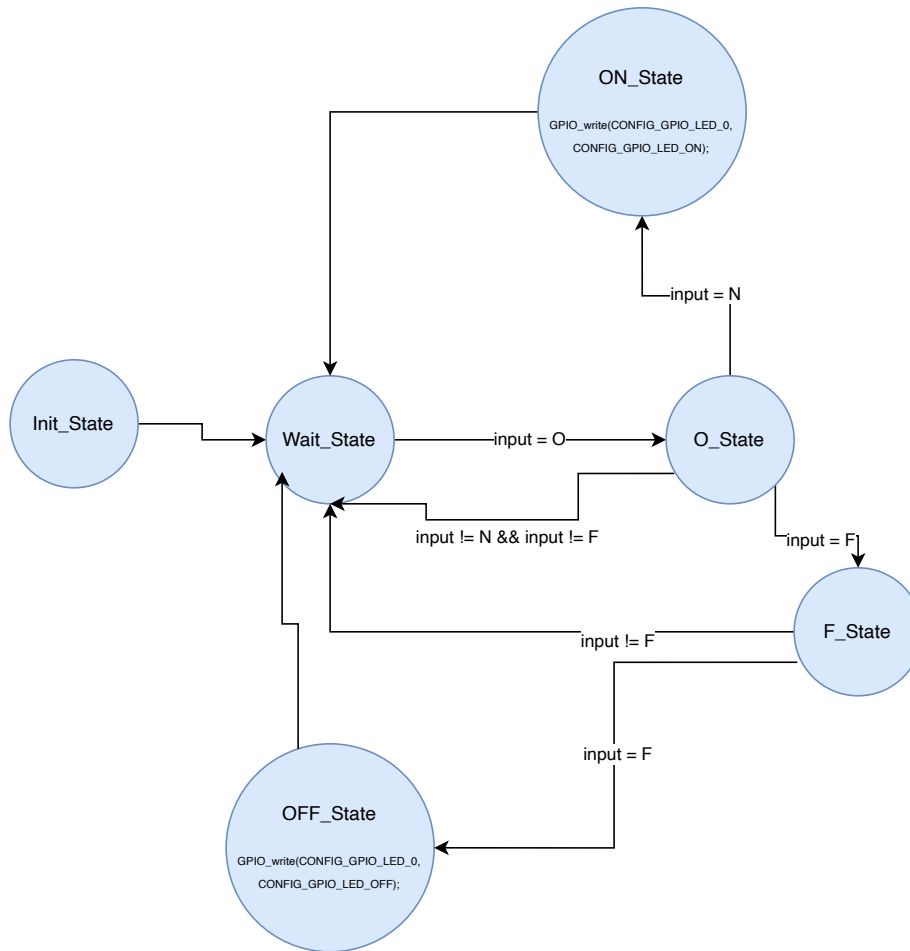 ON_State
GPIO_write(CONFIG_GPIO_LED_0,
CONFIG_GPIO_LED_ON);
input = N
Init_State
Wait_State
input = O
O_State
input != N && input != F
input = F
F_State
input != F
input = F
OFF_State
GPIO_write(CONFIG_GPIO_LED_0,
CONFIG_GPIO_LED_OFF);